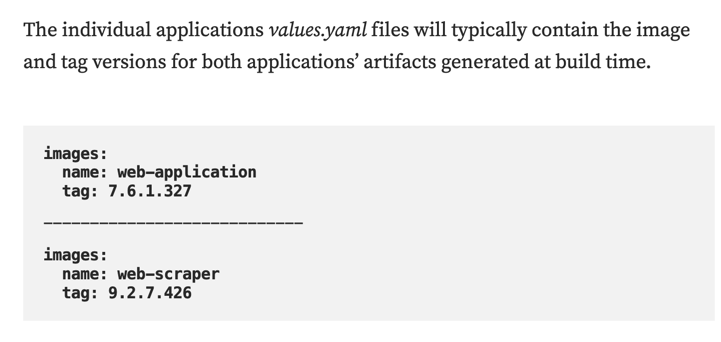 The individual applications values.yaml files will typically contain the image
and tag versions for both applications’ artifacts generated at build time.
images:
  name: web-application
  tag: 7.6.1.327
____________________________
images:
  name: web-scraper
  tag: 9.2.7.426